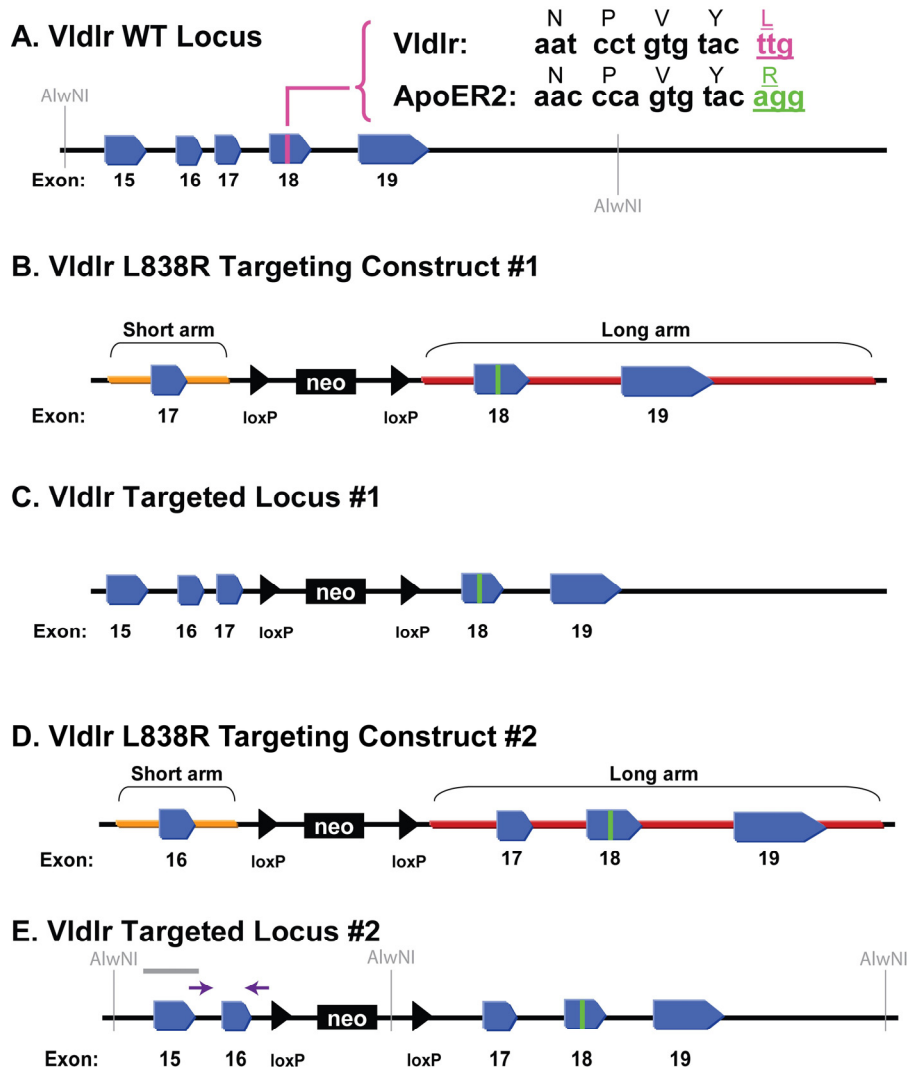 A. Vldlr WT Locus
N P V Y L
Vldlr: aat cct gtg tac ttg
N P V Y R
ApoER2: aac cca gtg tac agg
AlwNI
Exon: 15 16 17 18 19
AlwNI
B. Vldlr L838R Targeting Construct #1
Short arm Long arm
neo
Exon: 17 loxP loxP 18 19
C. Vldlr Targeted Locus #1
neo
Exon: 15 16 17 loxP loxP 18 19
D. Vldlr L838R Targeting Construct #2
Short arm Long arm
neo
Exon: 16 loxP loxP 17 18 19
E. Vldlr Targeted Locus #2
AlwNI AlwNI AlwNI
neo
Exon: 15 16 loxP loxP 17 18 19